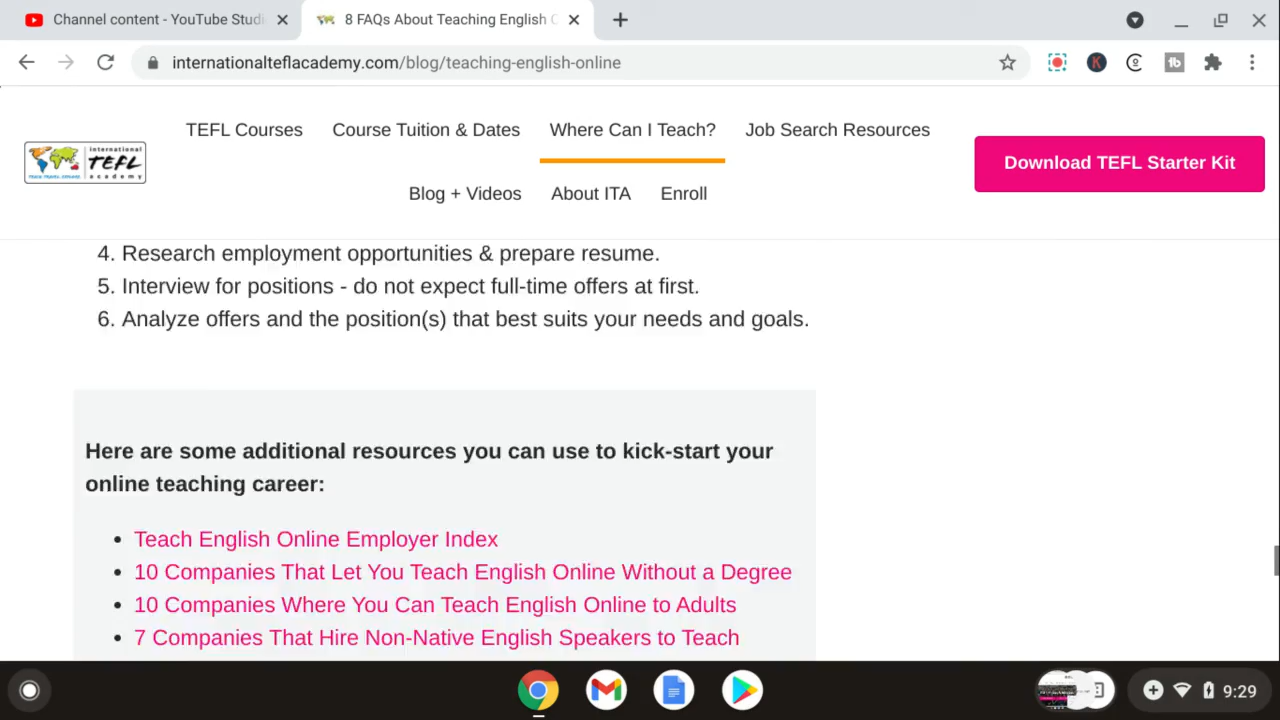 Channel content - YouTube Studi
8 FAQs About Teaching English O
internationalteflacademy.com/blog/teaching-english-online
international
TEFL
academy
TEFL Courses
Course Tuition & Dates
Where Can I Teach?
Job Search Resources
Download TEFL Starter Kit
Blog + Videos
About ITA
Enroll
4. Research employment opportunities & prepare resume.
5. Interview for positions - do not expect full-time offers at first.
6. Analyze offers and the position(s) that best suits your needs and goals.
Here are some additional resources you can use to kick-start your
online teaching career:
• Teach English Online Employer Index
• 10 Companies That Let You Teach English Online Without a Degree
• 10 Companies Where You Can Teach English Online to Adults
• 7 Companies That Hire Non-Native English Speakers to Teach
9:29